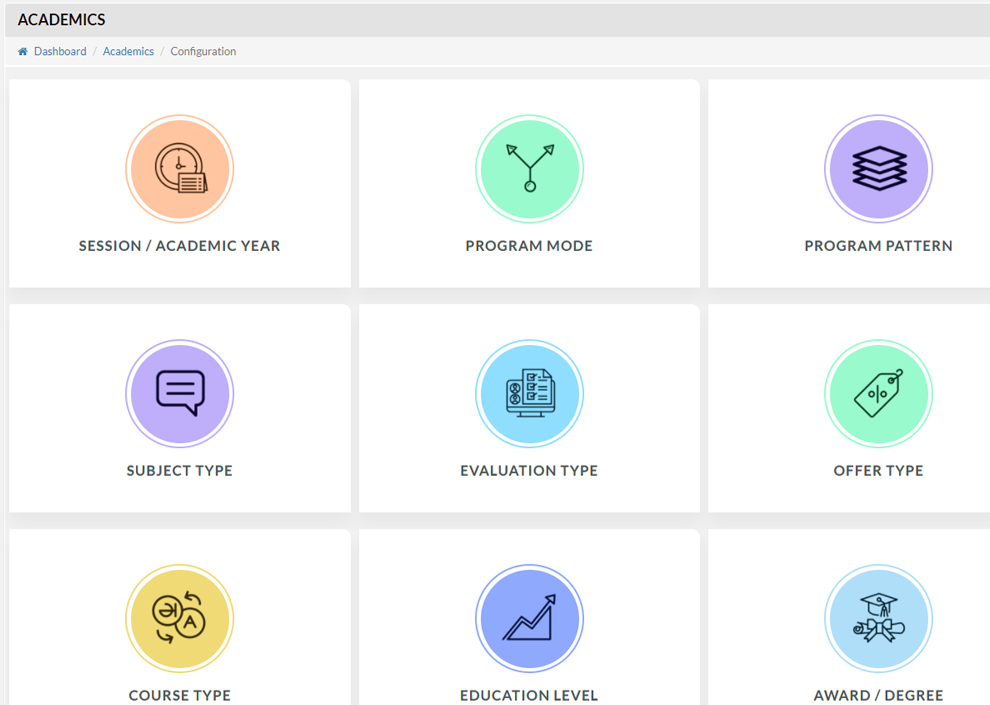 ACADEMICS
Dashboard / Academics / Configuration
SESSION / ACADEMIC YEAR
PROGRAM MODE
PROGRAM PATTERN
SUBJECT TYPE
EVALUATION TYPE
OFFER TYPE
A
COURSE TYPE
EDUCATION LEVEL
AWARD / DEGREE